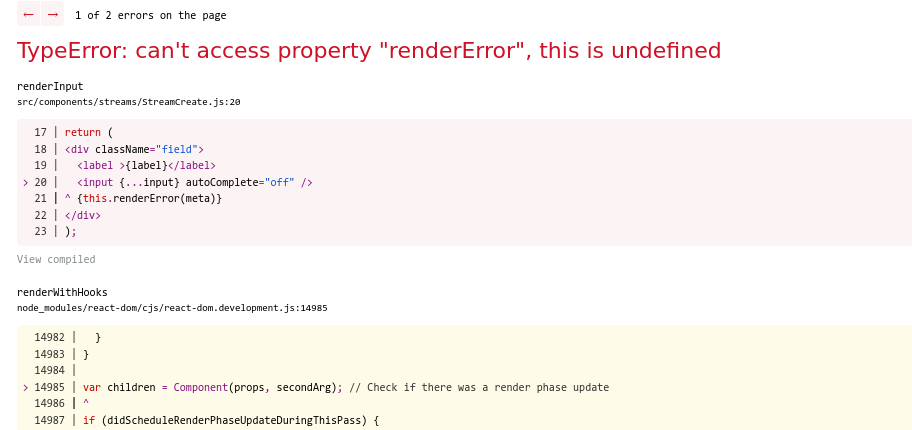 ← → 1 of 2 errors on the page
TypeError: can't access property "renderError", this is undefined
renderInput
src/components/streams/StreamCreate.js:20
17 | return (
18 | <div className="field">
19 |   <label >{label}</label>
> 20 |   <input {...input} autoComplete="off" />
21 | ^ {this.renderError(meta)}
22 | </div>
23 | );
View compiled
renderWithHooks
node_modules/react-dom/cjs/react-dom.development.js:14985
14982 |   }
14983 | }
14984 |
> 14985 | var children = Component(props, secondArg); // Check if there was a render phase update
14986 | ^
14987 | if (didScheduleRenderPhaseUpdateDuringThisPass) {